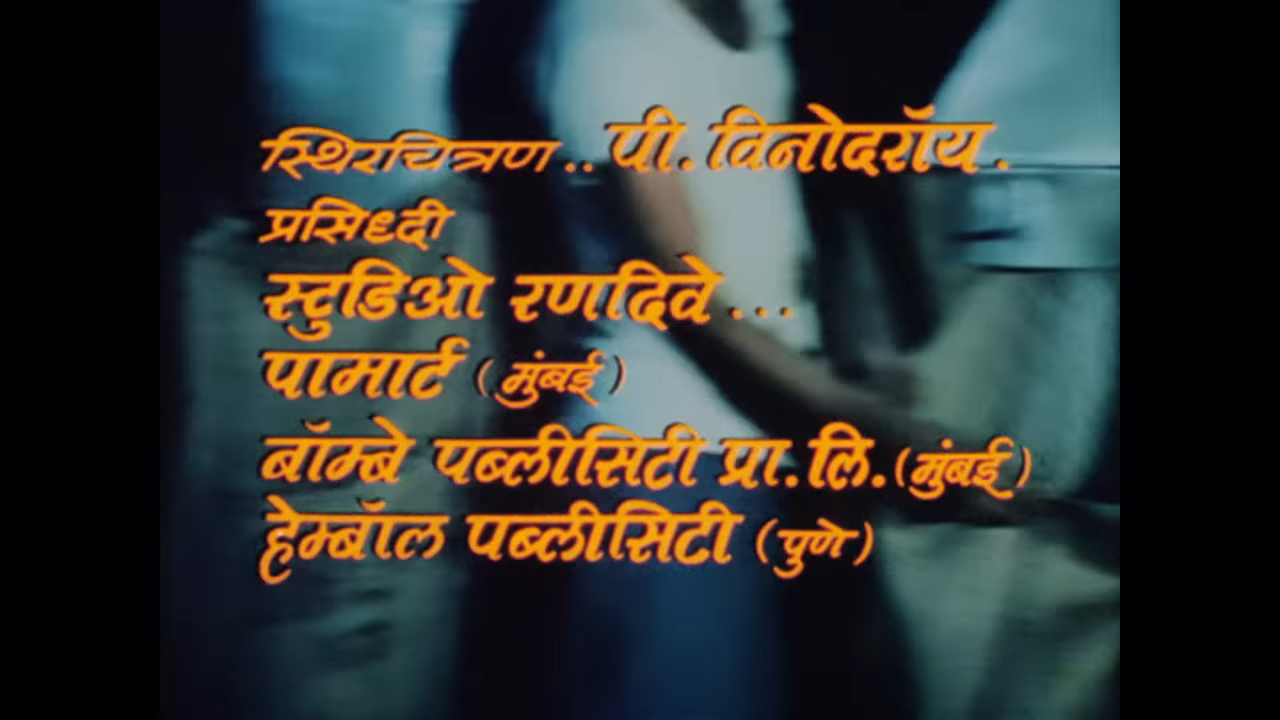 स्थिरचित्रण.. पी. विनोदरॉय.
प्रसिध्दी
स्टुडिओ रणदिवे...
पामार्ट (मुंबई)
बॉम्बे पब्लीसिटी प्रा.लि.(मुंबई)
हेम्बॉल पब्लीसिटी (पुणे)